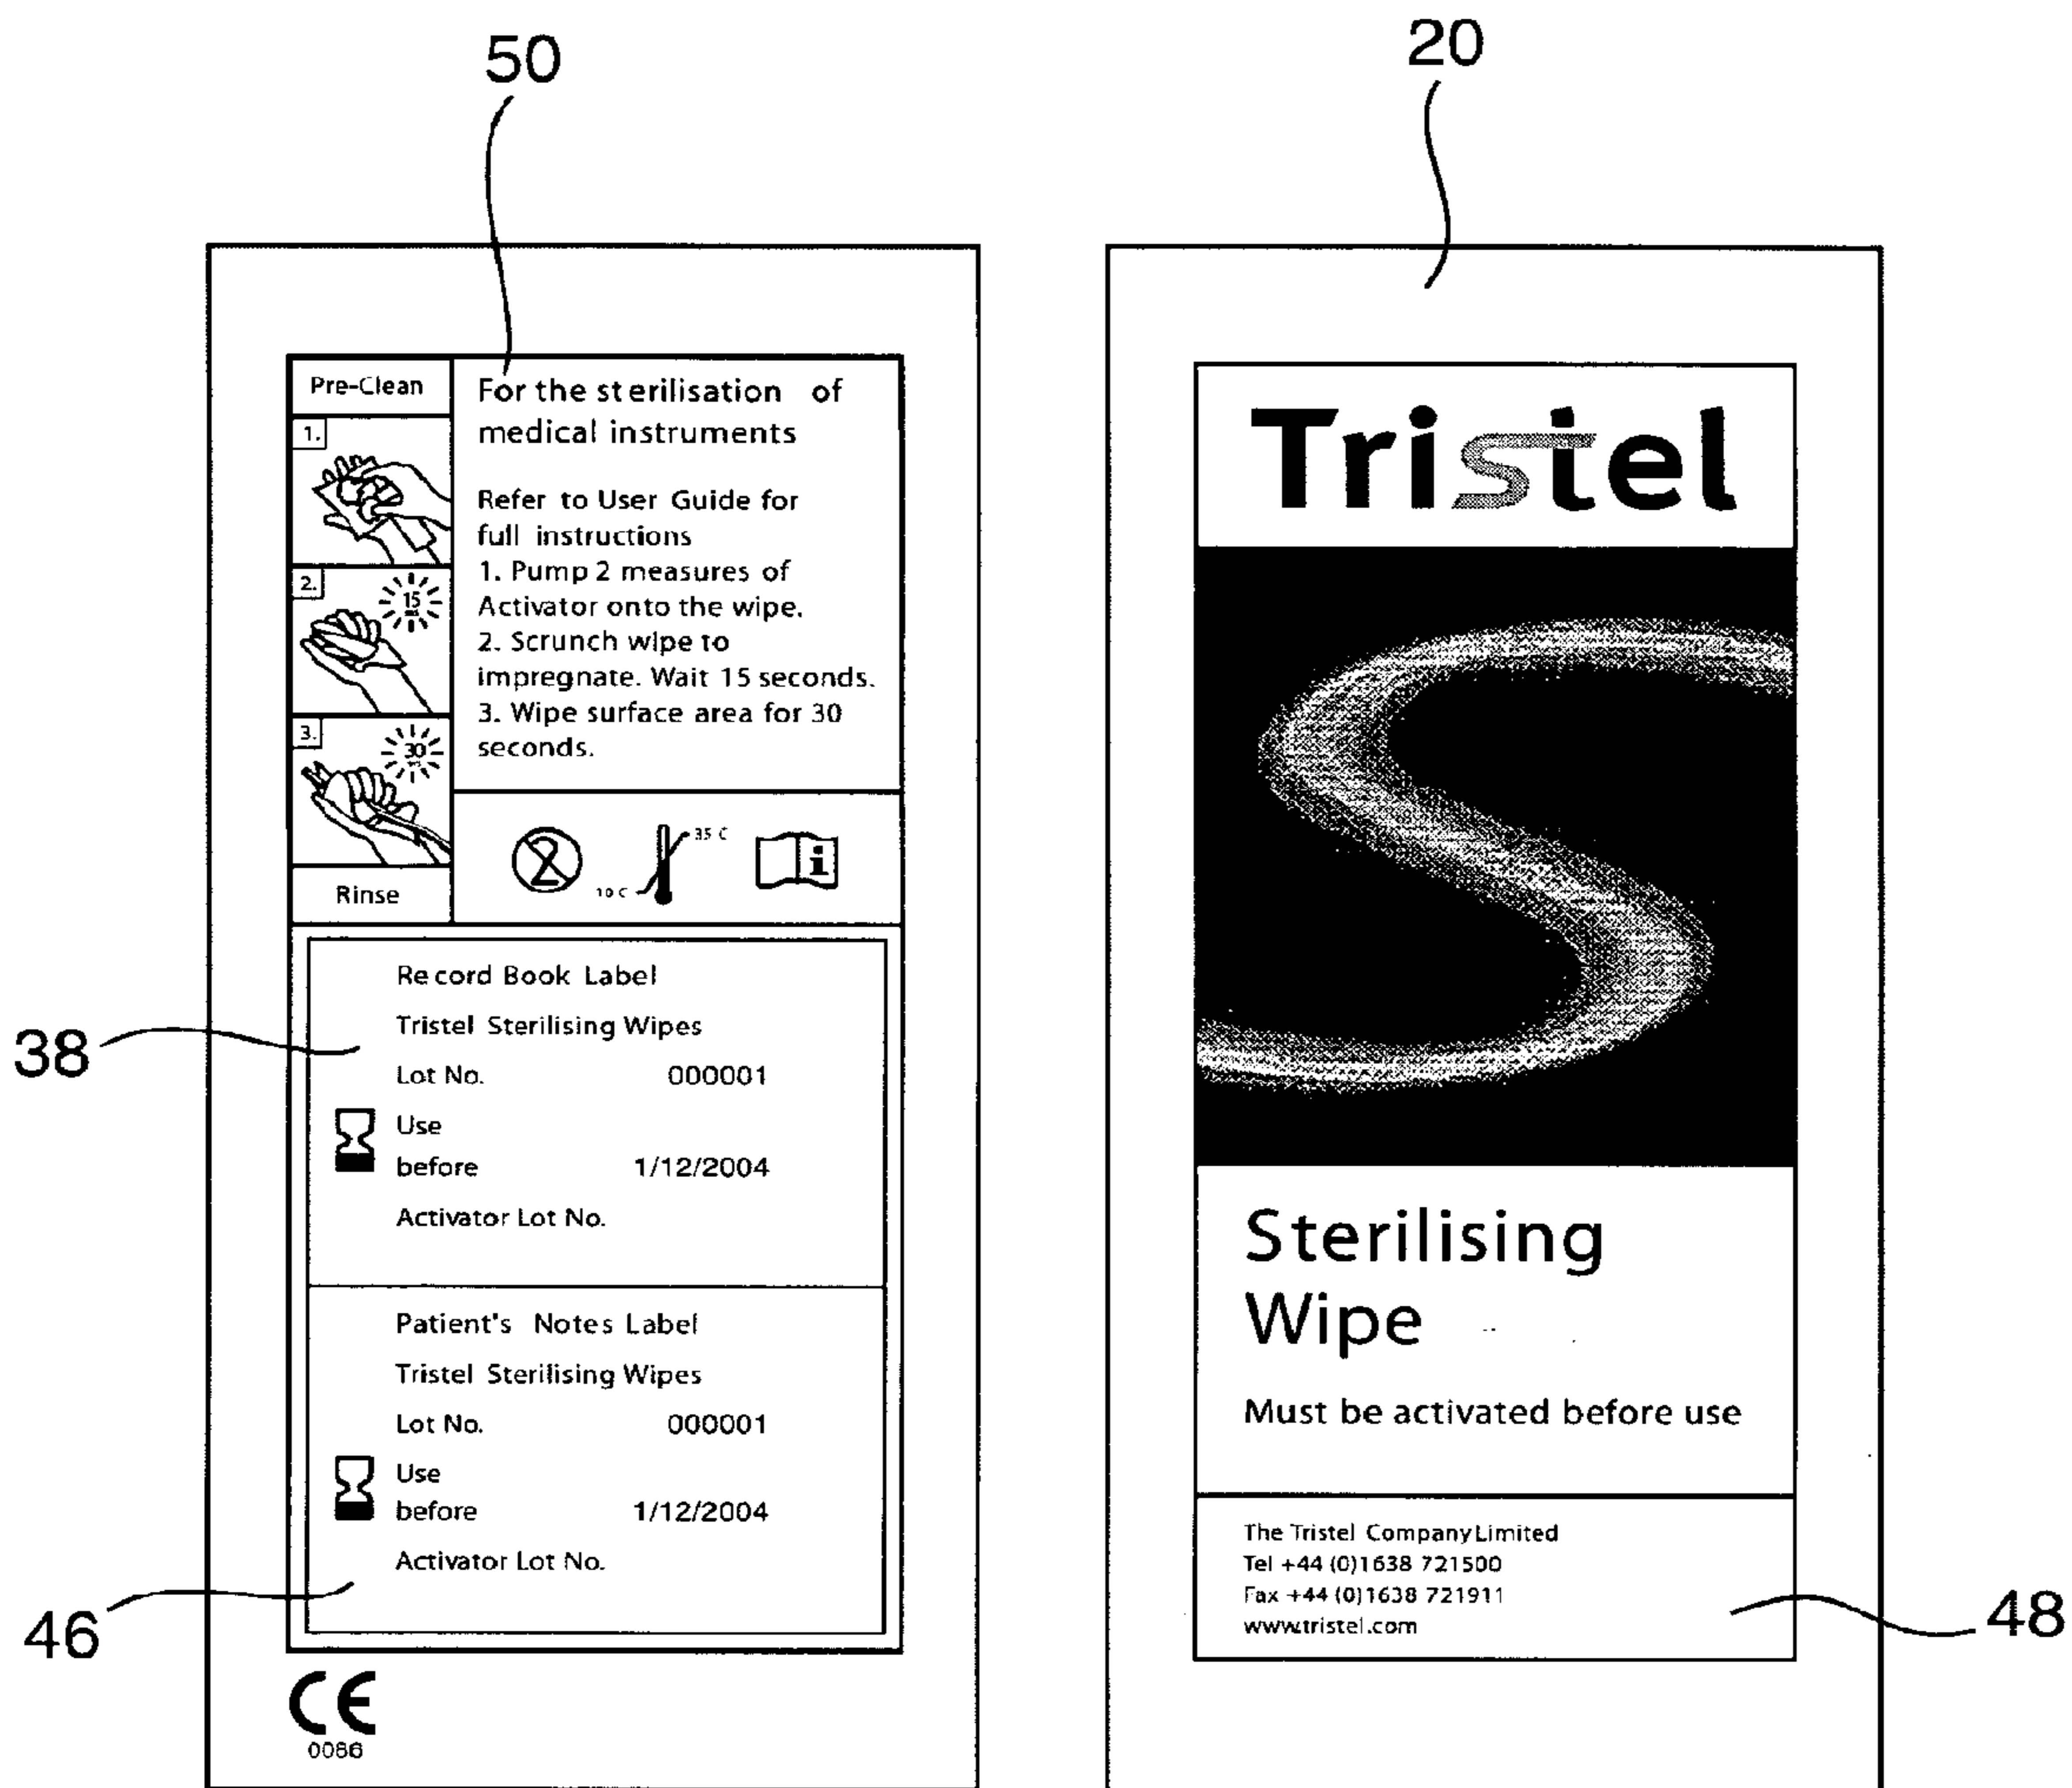 50
20
Pre-Clean
1.
2.
15
3.
30
Rinse
For the sterilisation of
medical instruments
Refer to User Guide for
full instructions
1. Pump 2 measures of
Activator onto the wipe.
2. Scrunch wipe to
impregnate. Wait 15 seconds.
3. Wipe surface area for 30
seconds.
2
35 C
10 C
i
38
Record Book Label
Tristel Sterilising Wipes
Lot No. 000001
Use
before 1/12/2004
Activator Lot No.
Patient's Notes Label
Tristel Sterilising Wipes
Lot No. 000001
Use
before 1/12/2004
Activator Lot No.
46
CE
0086
Tristel
Sterilising
Wipe
Must be activated before use
The Tristel Company Limited
Tel +44 (0)1638 721500
Fax +44 (0)1638 721911
www.tristel.com
48